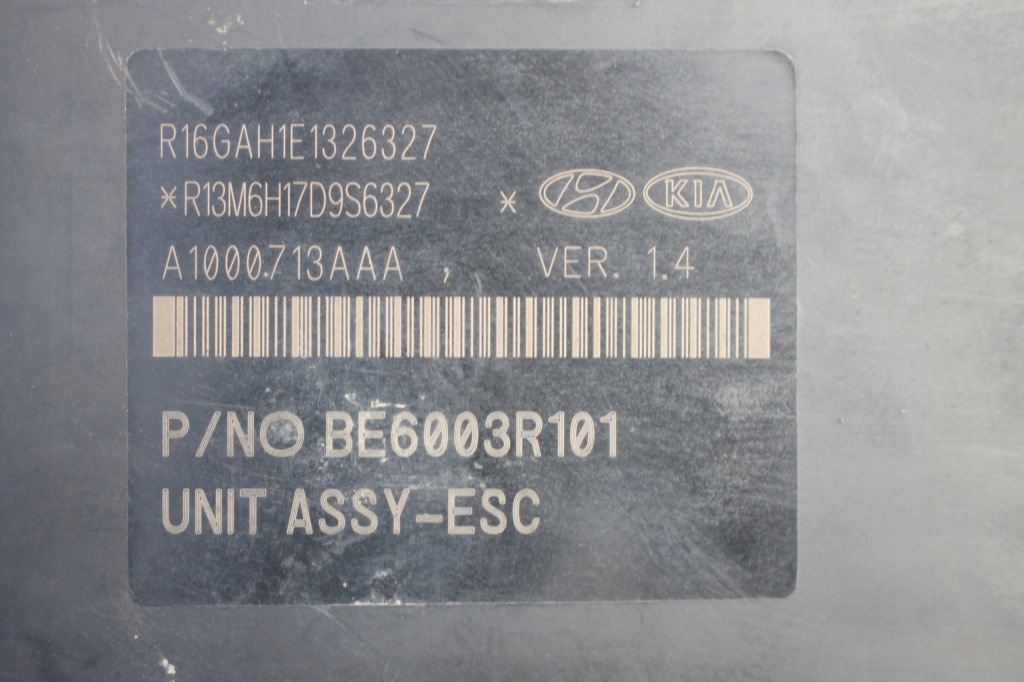 R16GAH1E1326327
*R13M6H17D9S6327 * KIA
A1000713AAA , VER. 1.4
P/NO BE6003R101
UNIT ASSY-ESC